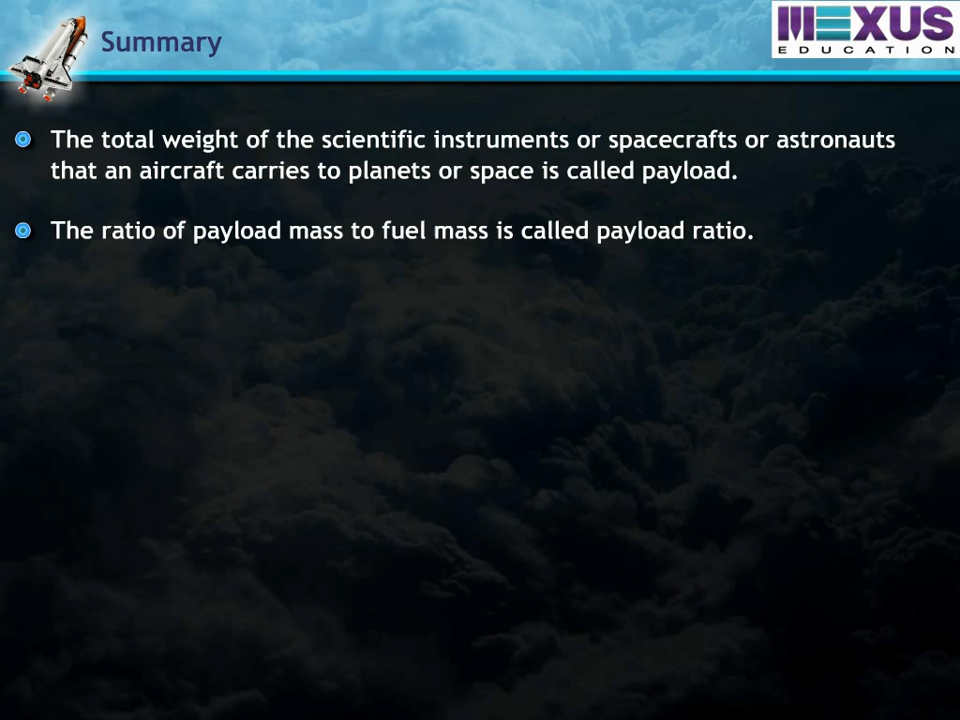 Summary
MEXUS
EDUCATION
The total weight of the scientific instruments or spacecrafts or astronauts
that an aircraft carries to planets or space is called payload.
The ratio of payload mass to fuel mass is called payload ratio.